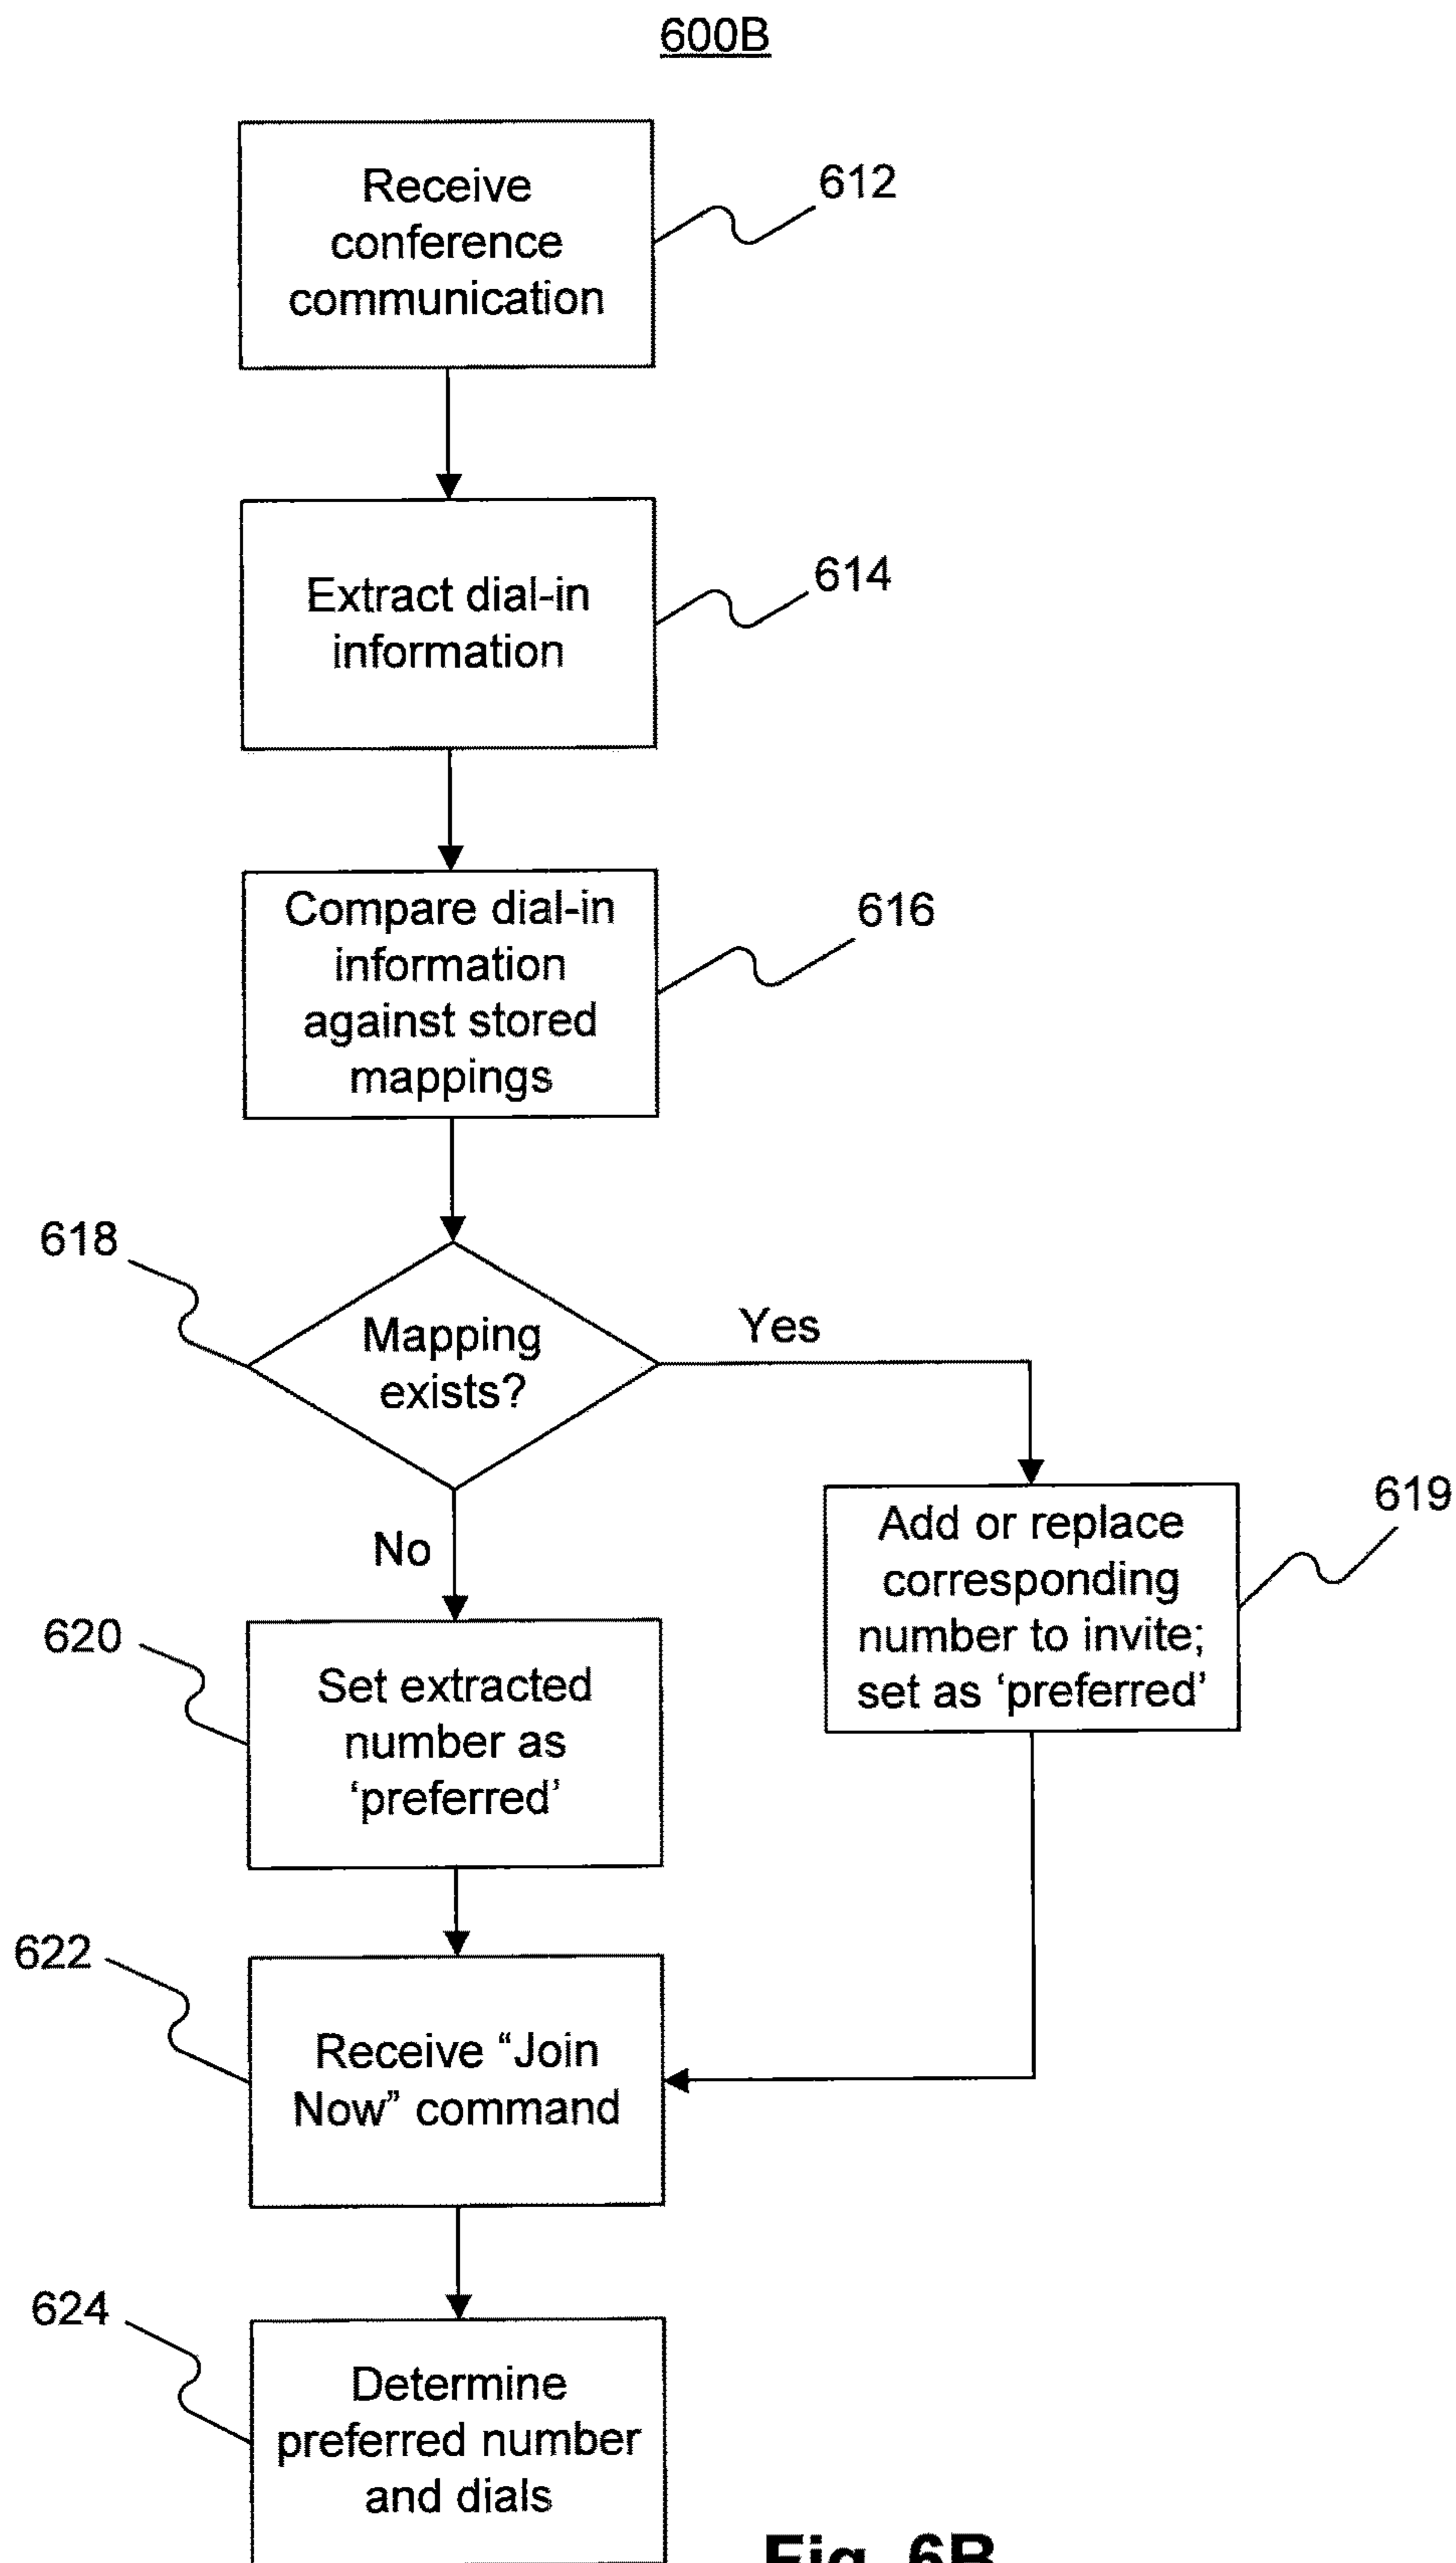 600B
Receive
conference
communication
612
Extract dial-in
information
614
Compare dial-in
information
against stored
mappings
616
618
Mapping
exists?
Yes
No
Add or replace
corresponding
number to invite;
set as ‘preferred’
619
620
Set extracted
number as
‘preferred’
622
Receive “Join
Now” command
624
Determine
preferred number
and dials
Fig. 6B